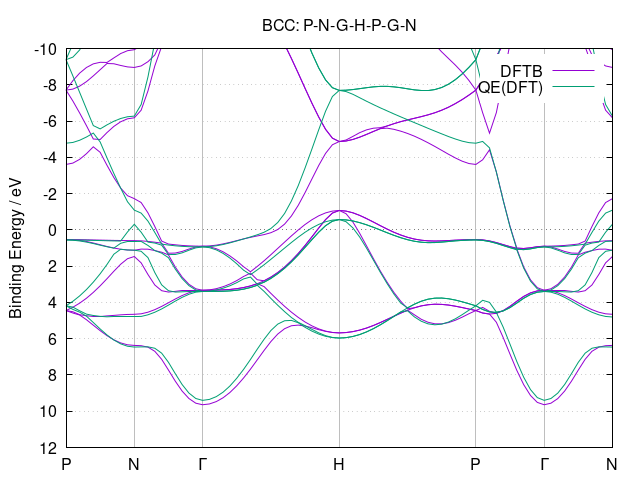 BCC: P-N-G-H-P-G-N
-10
-8
-6
-4
-2
0
2
4
6
8
10
12
Binding Energy / eV
DFTB
QE(DFT)
P N Γ H P Γ N